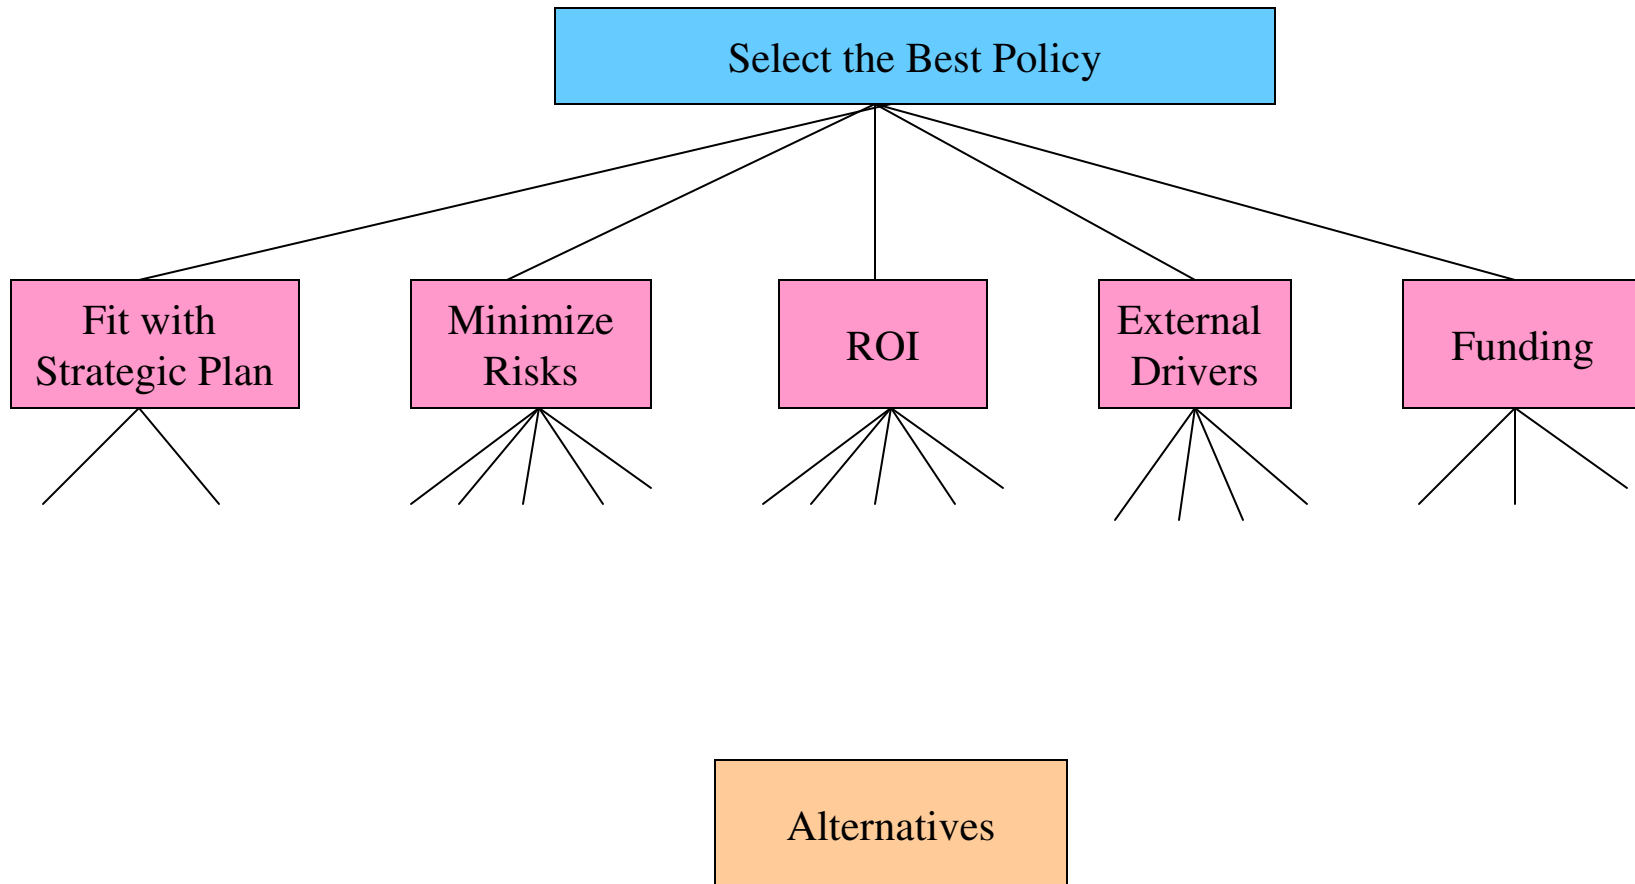 Select the Best Policy
Fit with
Strategic Plan
Minimize
Risks
ROI
External
Drivers
Funding
Alternatives